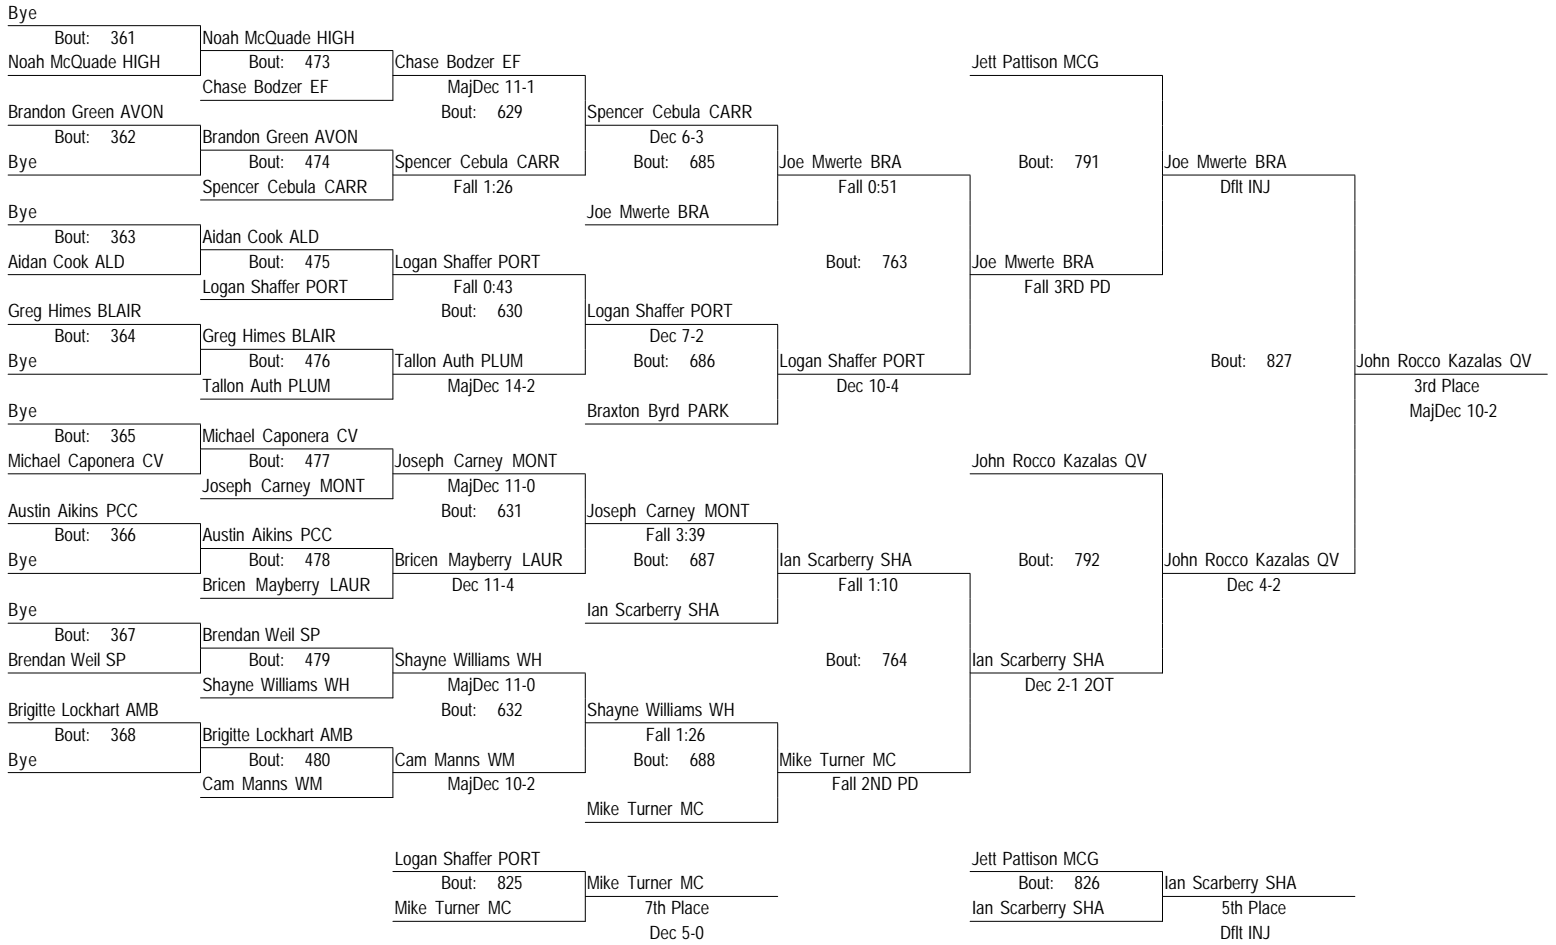 Bye
Bout: 361
Noah McQuade HIGH
Noah McQuade HIGH
Bout: 473
Chase Bodzer EF
Chase Bodzer EF
MajDec 11-1
Bout: 629
Brandon Green AVON
Bout: 362
Bye
Brandon Green AVON
Bout: 474
Spencer Cebula CARR
Spencer Cebula CARR
Fall 1:26
Spencer Cebula CARR
Dec 6-3
Bout: 685
Joe Mwerte BRA
Joe Mwerte BRA
Fall 0:51
Bout: 763
Bye
Bout: 363
Aidan Cook ALD
Aidan Cook ALD
Bout: 475
Logan Shaffer PORT
Logan Shaffer PORT
Fall 0:43
Bout: 630
Greg Himes BLAIR
Bout: 364
Bye
Greg Himes BLAIR
Bout: 476
Tallon Auth PLUM
Tallon Auth PLUM
MajDec 14-2
Logan Shaffer PORT
Dec 7-2
Bout: 686
Braxton Byrd PARK
Logan Shaffer PORT
Dec 10-4
Jett Pattison MCG
Bout: 791
Joe Mwerte BRA
Fall 3RD PD
Joe Mwerte BRA
Dflt INJ
Bout: 827
John Rocco Kazalas QV
3rd Place
MajDec 10-2
Bye
Bout: 365
Michael Caponera CV
Michael Caponera CV
Bout: 477
Joseph Carney MONT
Joseph Carney MONT
MajDec 11-0
Bout: 631
Austin Aikins PCC
Bout: 366
Bye
Austin Aikins PCC
Bout: 478
Bricen Mayberry LAUR
Bricen Mayberry LAUR
Dec 11-4
Joseph Carney MONT
Fall 3:39
Bout: 687
Ian Scarberry SHA
Ian Scarberry SHA
Fall 1:10
Bout: 764
Bye
Bout: 367
Brendan Weil SP
Brendan Weil SP
Bout: 479
Shayne Williams WH
Shayne Williams WH
MajDec 11-0
Bout: 632
Brigitte Lockhart AMB
Bout: 368
Bye
Brigitte Lockhart AMB
Bout: 480
Cam Manns WM
Cam Manns WM
MajDec 10-2
Shayne Williams WH
Fall 1:26
Bout: 688
Mike Turner MC
Mike Turner MC
Fall 2ND PD
John Rocco Kazalas QV
Bout: 792
Ian Scarberry SHA
Dec 2-1 2OT
John Rocco Kazalas QV
Dec 4-2
Logan Shaffer PORT
Bout: 825
Mike Turner MC
Mike Turner MC
7th Place
Dec 5-0
Jett Pattison MCG
Bout: 826
Ian Scarberry SHA
Ian Scarberry SHA
5th Place
Dflt INJ